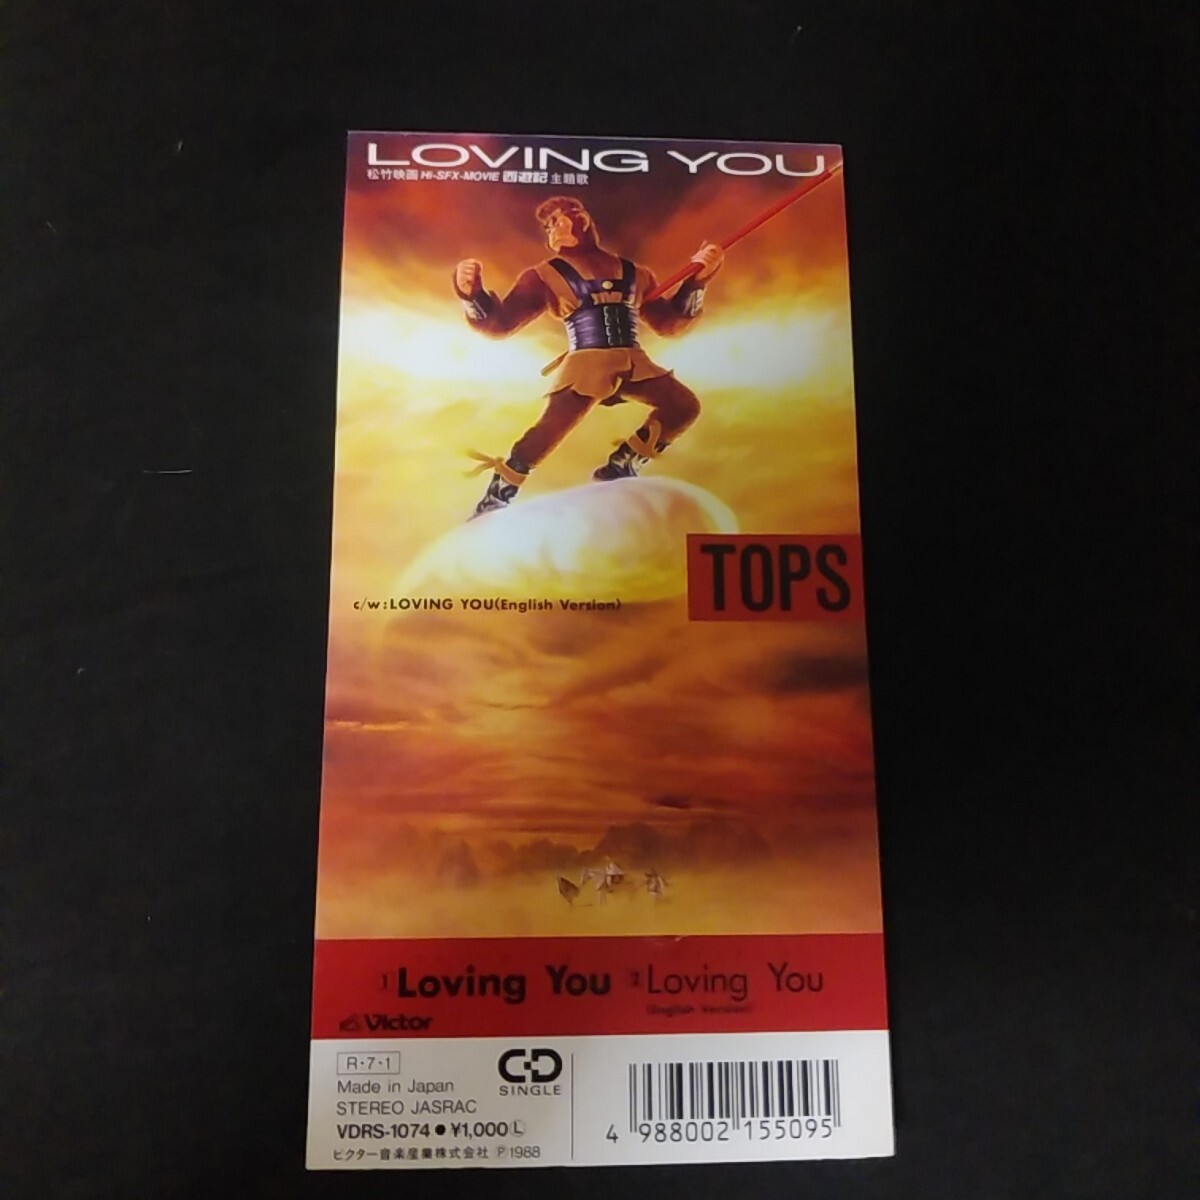 LOVING YOU
松竹映画 Hi-SFX-MOVIE 西遊記 主題歌
TOPS
c/w:LOVING YOU(English Version)
1 Loving You 2 Loving You
(English Version)
Victor
R・7・1
Made in Japan
STEREO JASRAC
VDRS-1074 ● ¥1,000 Ⓛ
ビクター音楽産業株式会社 Ⓟ1988
CD
SINGLE
4 988002 155095